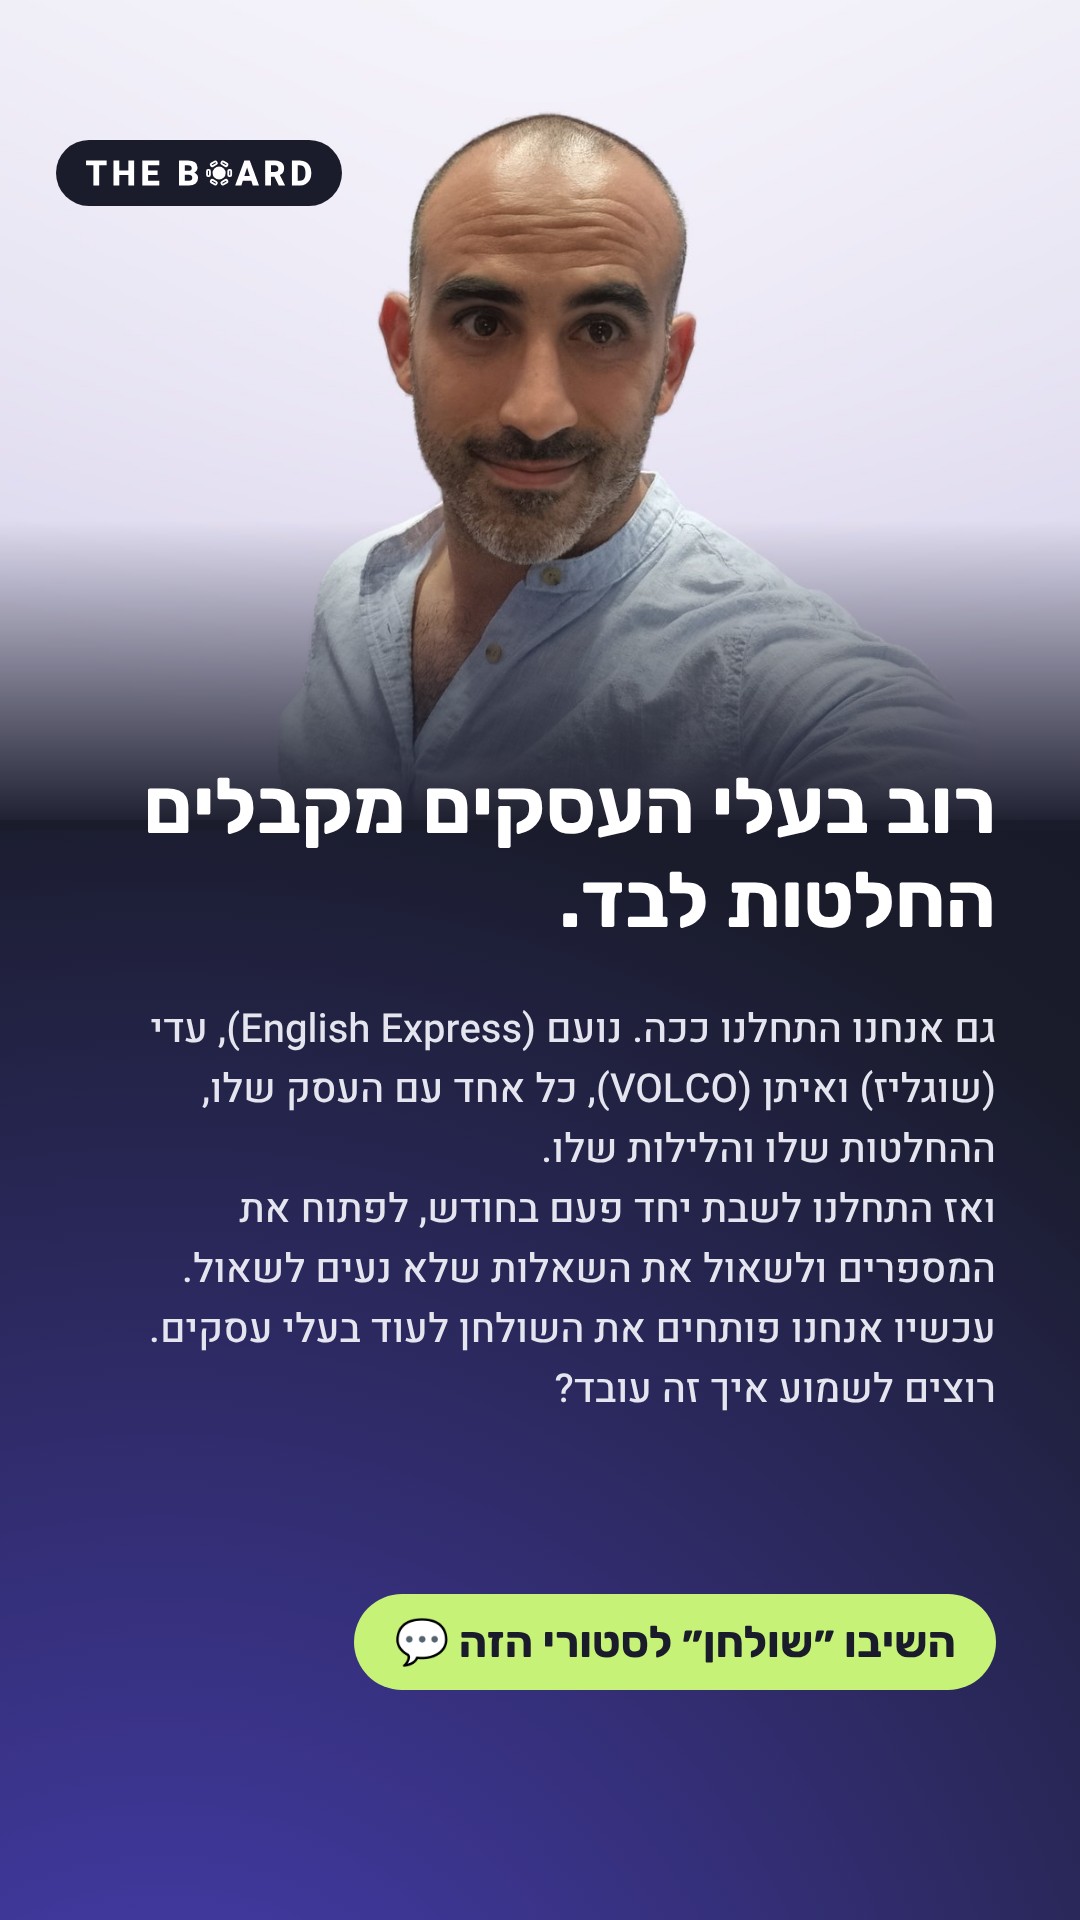 THE BOARD
רוב בעלי העסקים מקבלים
החלטות לבד.
גם אנחנו התחלנו ככה. נועם (English Express), עדי
(שוגליז) ואיתן (VOLCO), כל אחד עם העסק שלו,
ההחלטות שלו והלילות שלו.
ואז התחלנו לשבת יחד פעם בחודש, לפתוח את
המספרים ולשאול את השאלות שלא נעים לשאול.
עכשיו אנחנו פותחים את השולחן לעוד בעלי עסקים.
רוצים לשמוע איך זה עובד?
השיבו ״שולחן״ לסטורי הזה 💬